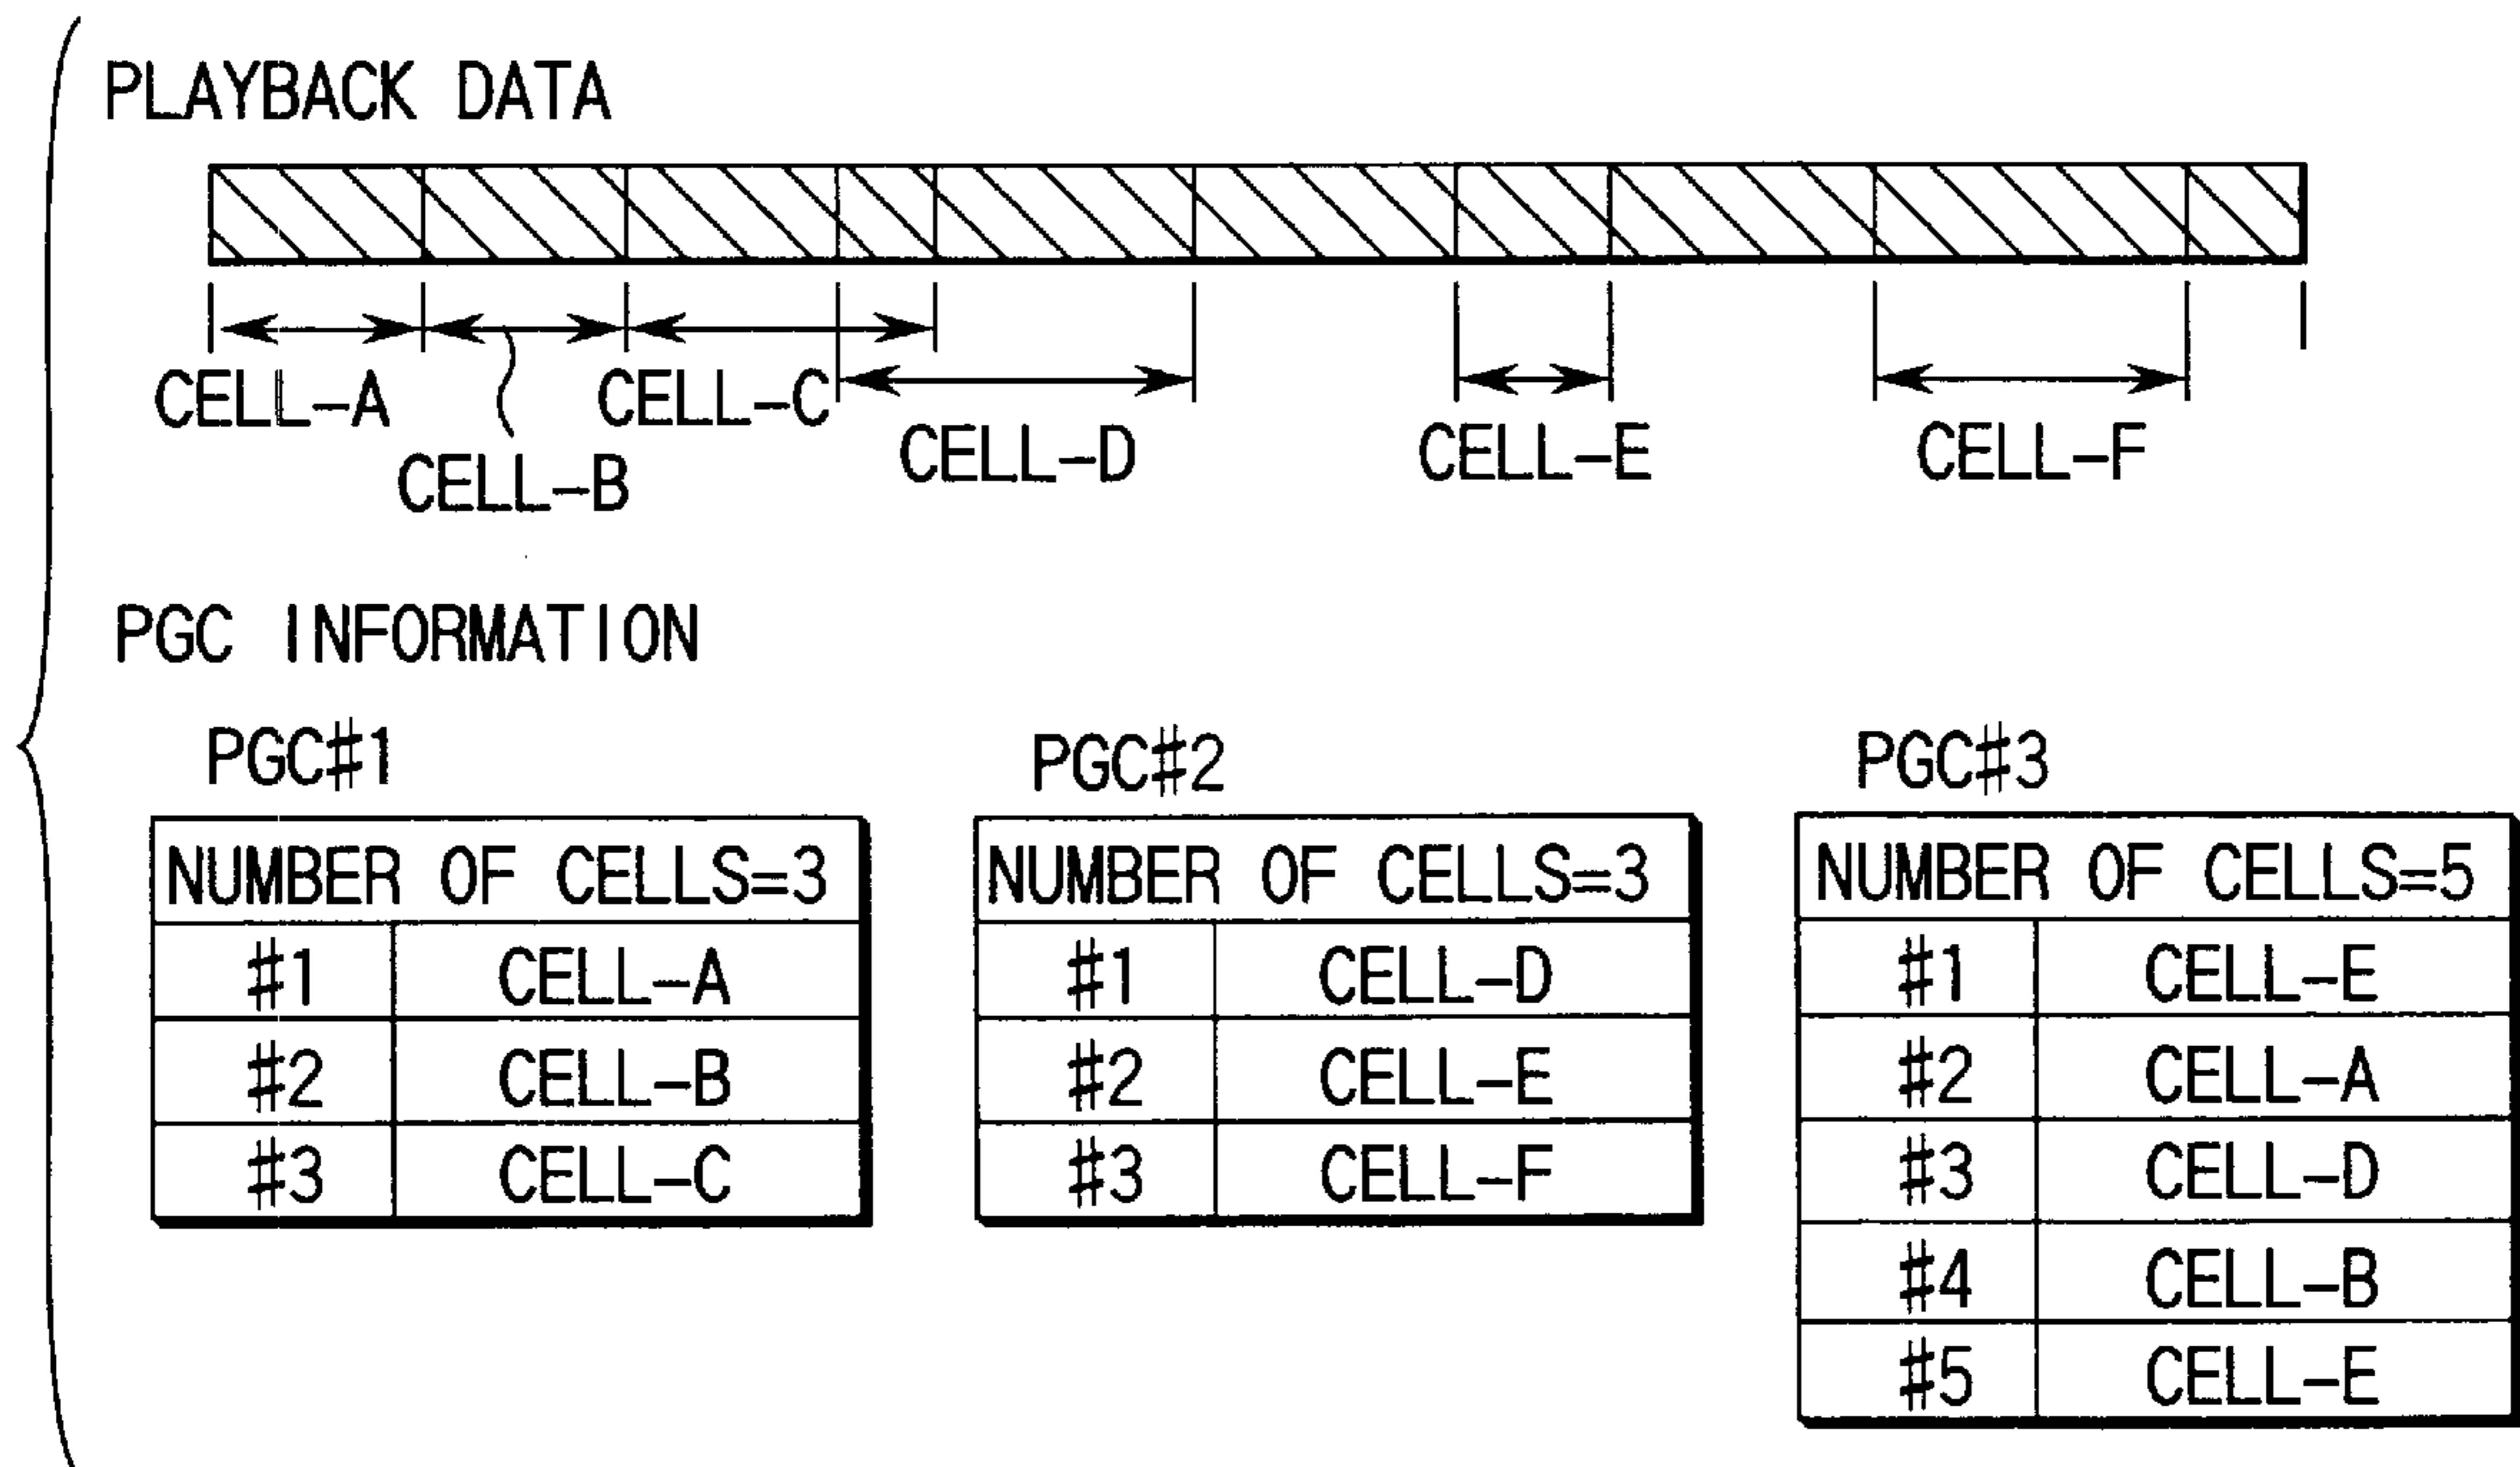 PLAYBACK DATA
CELL-A
CELL-B
CELL-C
CELL-D
CELL-E
CELL-F
PGC INFORMATION
PGC#1
NUMBER OF CELLS=3
#1 CELL-A
#2 CELL-B
#3 CELL-C
PGC#2
NUMBER OF CELLS=3
#1 CELL-D
#2 CELL-E
#3 CELL-F
PGC#3
NUMBER OF CELLS=5
#1 CELL-E
#2 CELL-A
#3 CELL-D
#4 CELL-B
#5 CELL-E